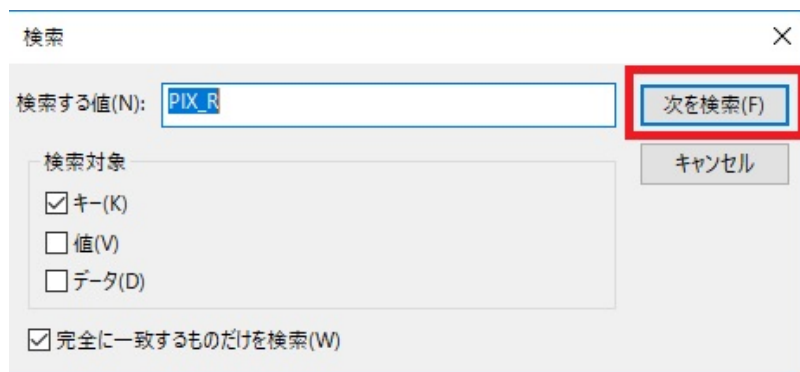 検索
検索する値(N): PIX_R 次を検索(F)
キャンセル
検索対象
キー(K)
値(V)
データ(D)
完全に一致するものだけを検索(W)